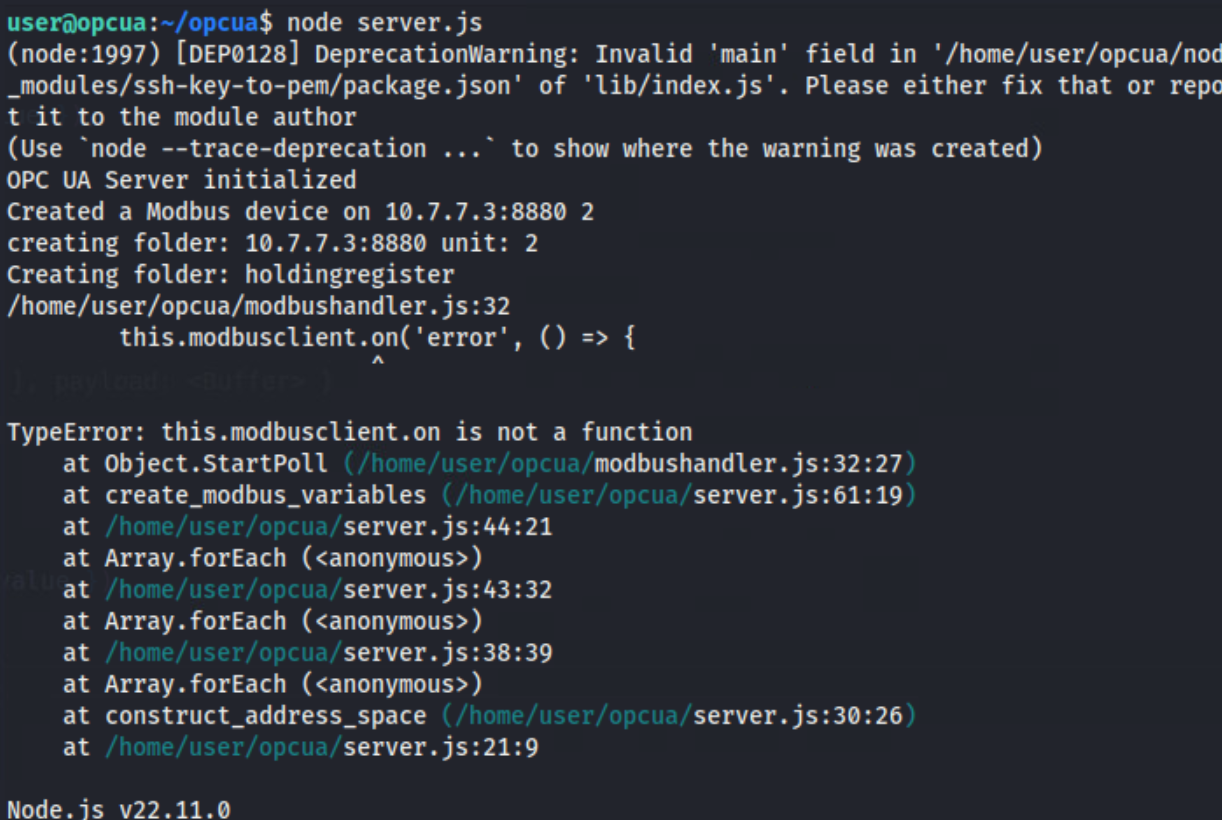 user@opcua:~/opcua$ node server.js
(node:1997) [DEP0128] DeprecationWarning: Invalid 'main' field in '/home/user/opcua/nod
_modules/ssh-key-to-pem/package.json' of 'lib/index.js'. Please either fix that or repo
t it to the module author
(Use `node --trace-deprecation ...` to show where the warning was created)
OPC UA Server initialized
Created a Modbus device on 10.7.7.3:8880 2
creating folder: 10.7.7.3:8880 unit: 2
Creating folder: holdingregister
/home/user/opcua/modbushandler.js:32
        this.modbusclient.on('error', () => {
                          ^
}, payload: <Buffer> }
TypeError: this.modbusclient.on is not a function
    at Object.StartPoll (/home/user/opcua/modbushandler.js:32:27)
    at create_modbus_variables (/home/user/opcua/server.js:61:19)
    at /home/user/opcua/server.js:44:21
    at Array.forEach (<anonymous>)
    at /home/user/opcua/server.js:43:32
    at Array.forEach (<anonymous>)
    at /home/user/opcua/server.js:38:39
    at Array.forEach (<anonymous>)
    at construct_address_space (/home/user/opcua/server.js:30:26)
    at /home/user/opcua/server.js:21:9
Node.js v22.11.0